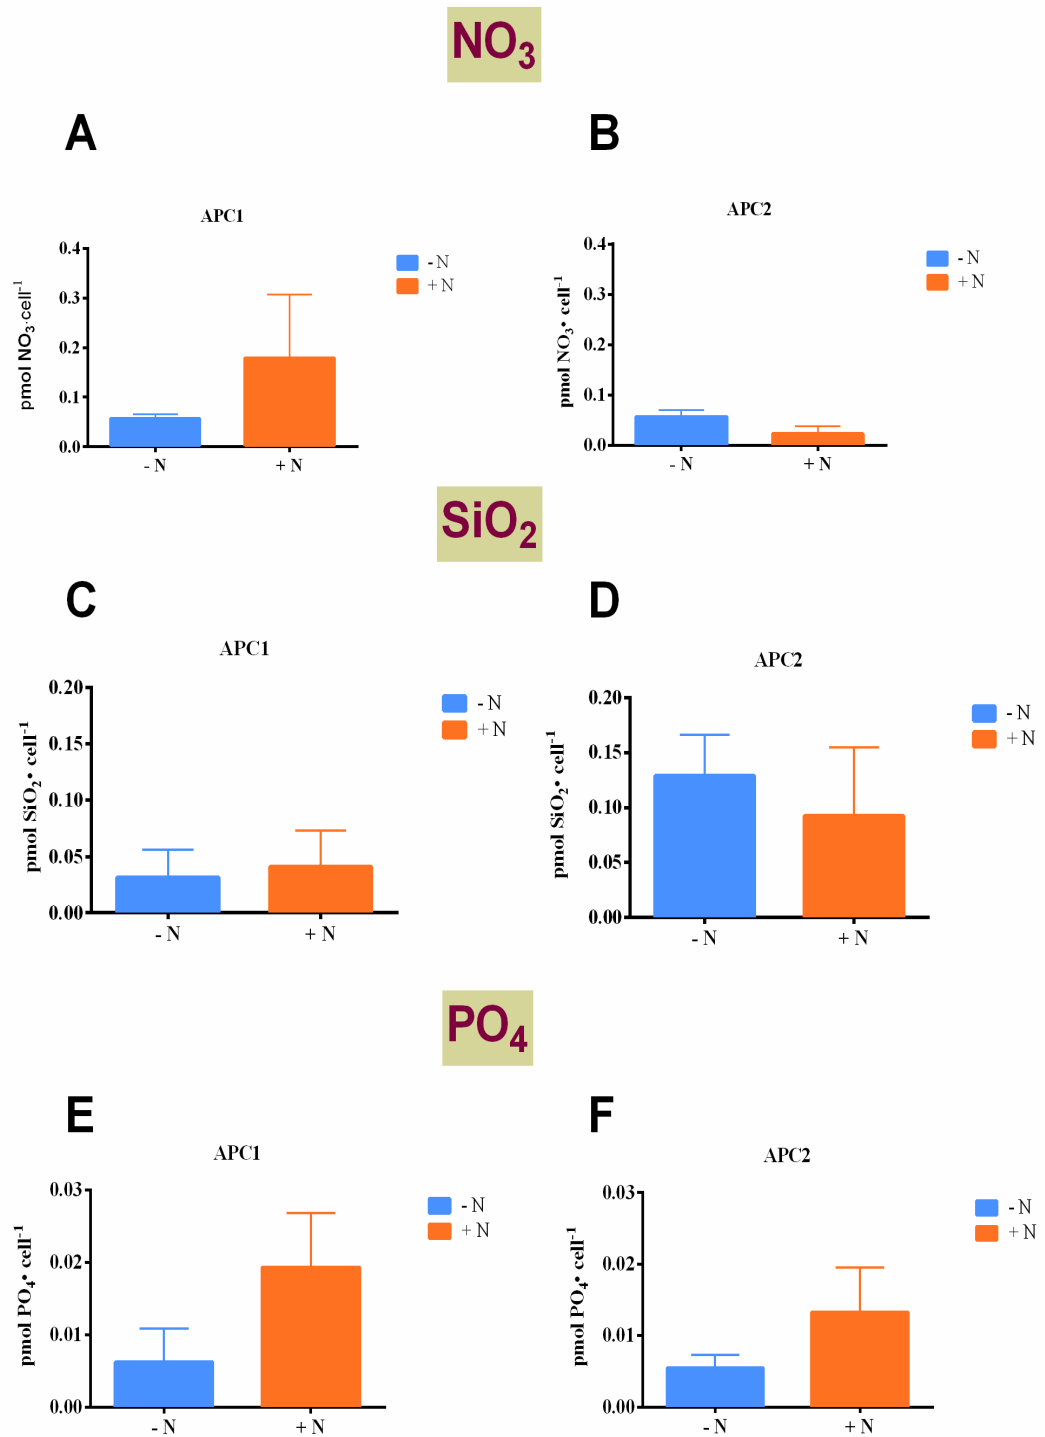 NO₃
A
B
APC1
APC2
0.4
0.3
0.2
0.1
0.0
pmol NO₃·cell⁻¹
- N
+ N
- N
+ N
0.4
0.3
0.2
0.1
0.0
pmol NO₃• cell⁻¹
- N
+ N
- N
+ N
SiO₂
C
D
APC1
APC2
0.20
0.15
0.10
0.05
0.00
pmol SiO₂• cell⁻¹
- N
+ N
- N
+ N
0.20
0.15
0.10
0.05
0.00
pmol SiO₂• cell⁻¹
- N
+ N
- N
+ N
PO₄
E
F
APC1
APC2
0.03
0.02
0.01
0.00
pmol PO₄• cell⁻¹
- N
+ N
- N
+ N
0.03
0.02
0.01
0.00
pmol PO₄• cell⁻¹
- N
+ N
- N
+ N